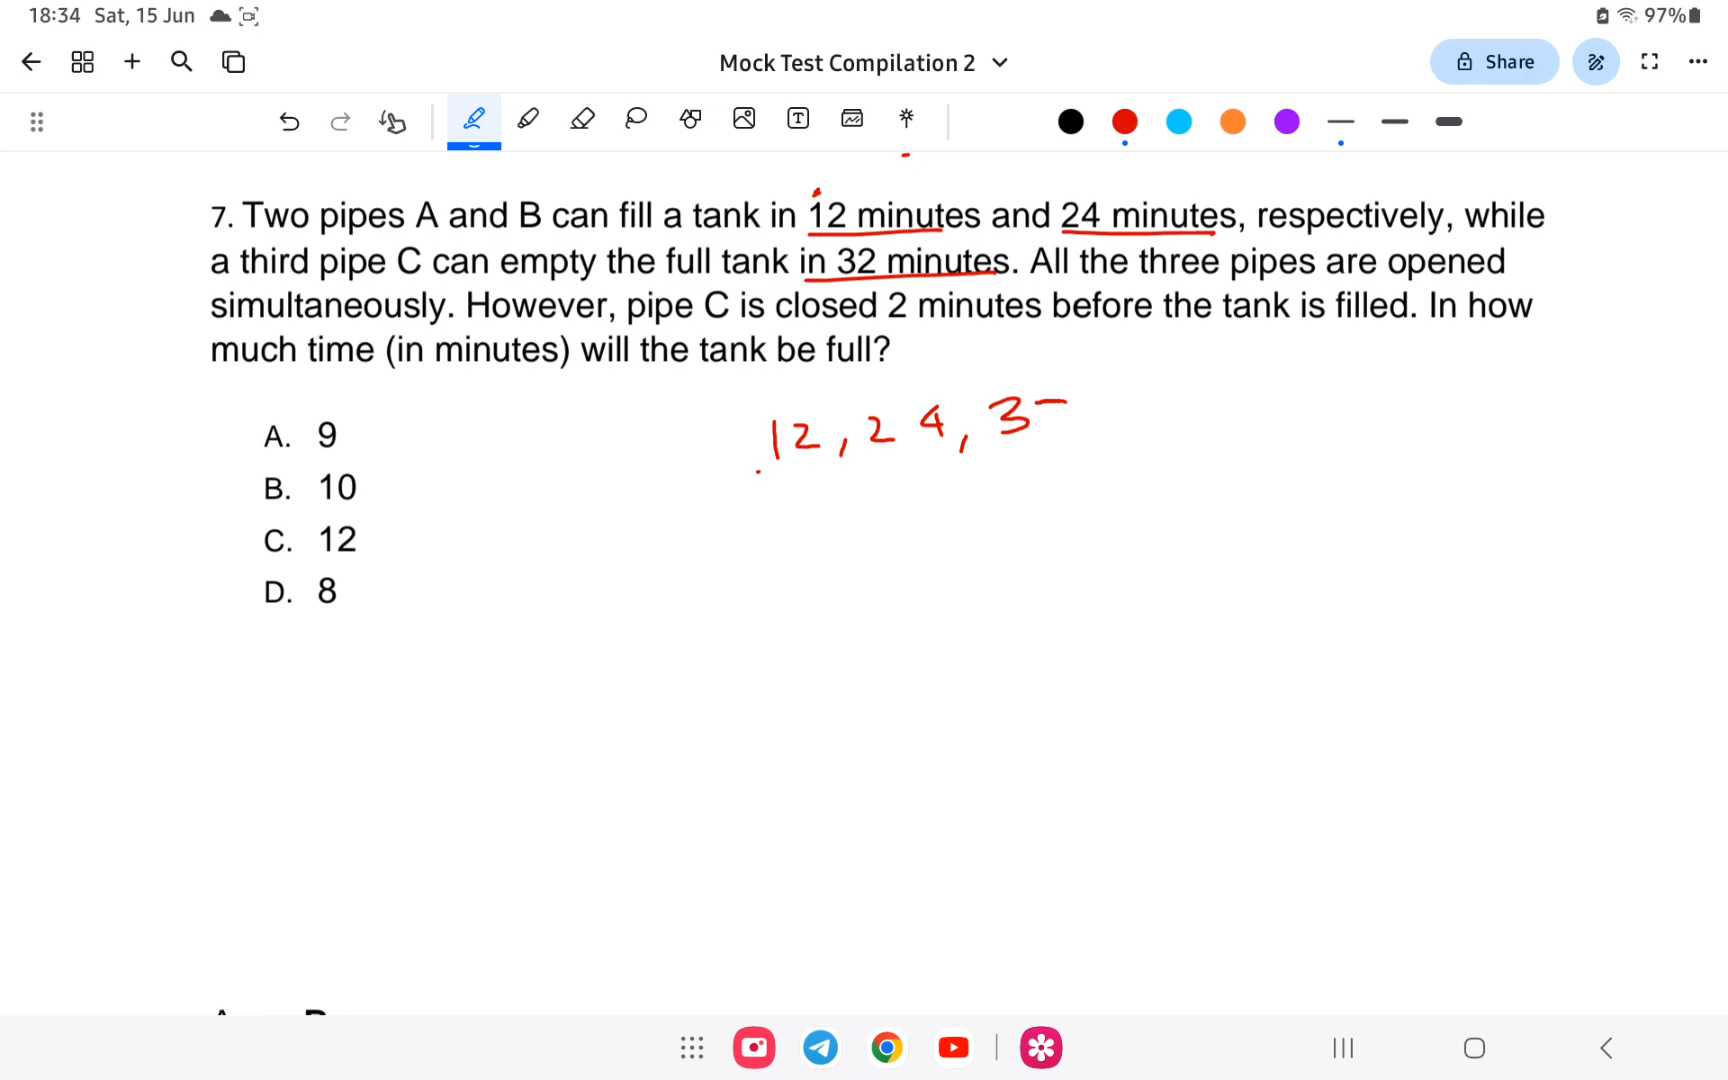 18:34 Sat, 15 Jun 97%
Mock Test Compilation 2
Share
7. Two pipes A and B can fill a tank in 12 minutes and 24 minutes, respectively, while
a third pipe C can empty the full tank in 32 minutes. All the three pipes are opened
simultaneously. However, pipe C is closed 2 minutes before the tank is filled. In how
much time (in minutes) will the tank be full?
12, 24, 3
A. 9
B. 10
C. 12
D. 8